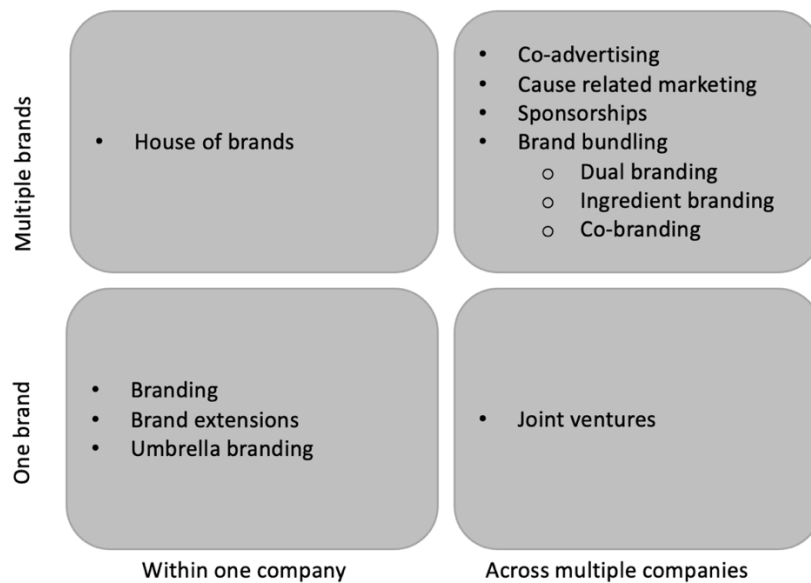 Multiple brands
• House of brands
• Co-advertising
• Cause related marketing
• Sponsorships
• Brand bundling
o Dual branding
o Ingredient branding
o Co-branding
One brand
• Branding
• Brand extensions
• Umbrella branding
• Joint ventures
Within one company
Across multiple companies